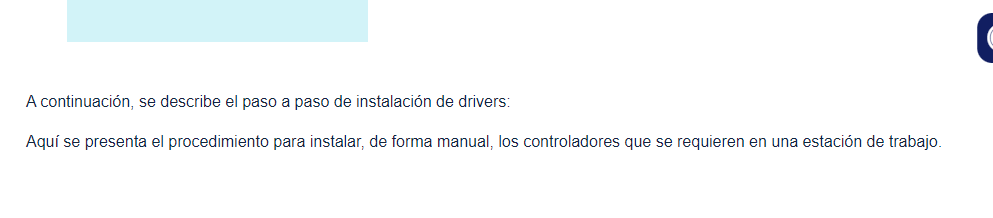 A continuación, se describe el paso a paso de instalación de drivers:
Aquí se presenta el procedimiento para instalar, de forma manual, los controladores que se requieren en una estación de trabajo.